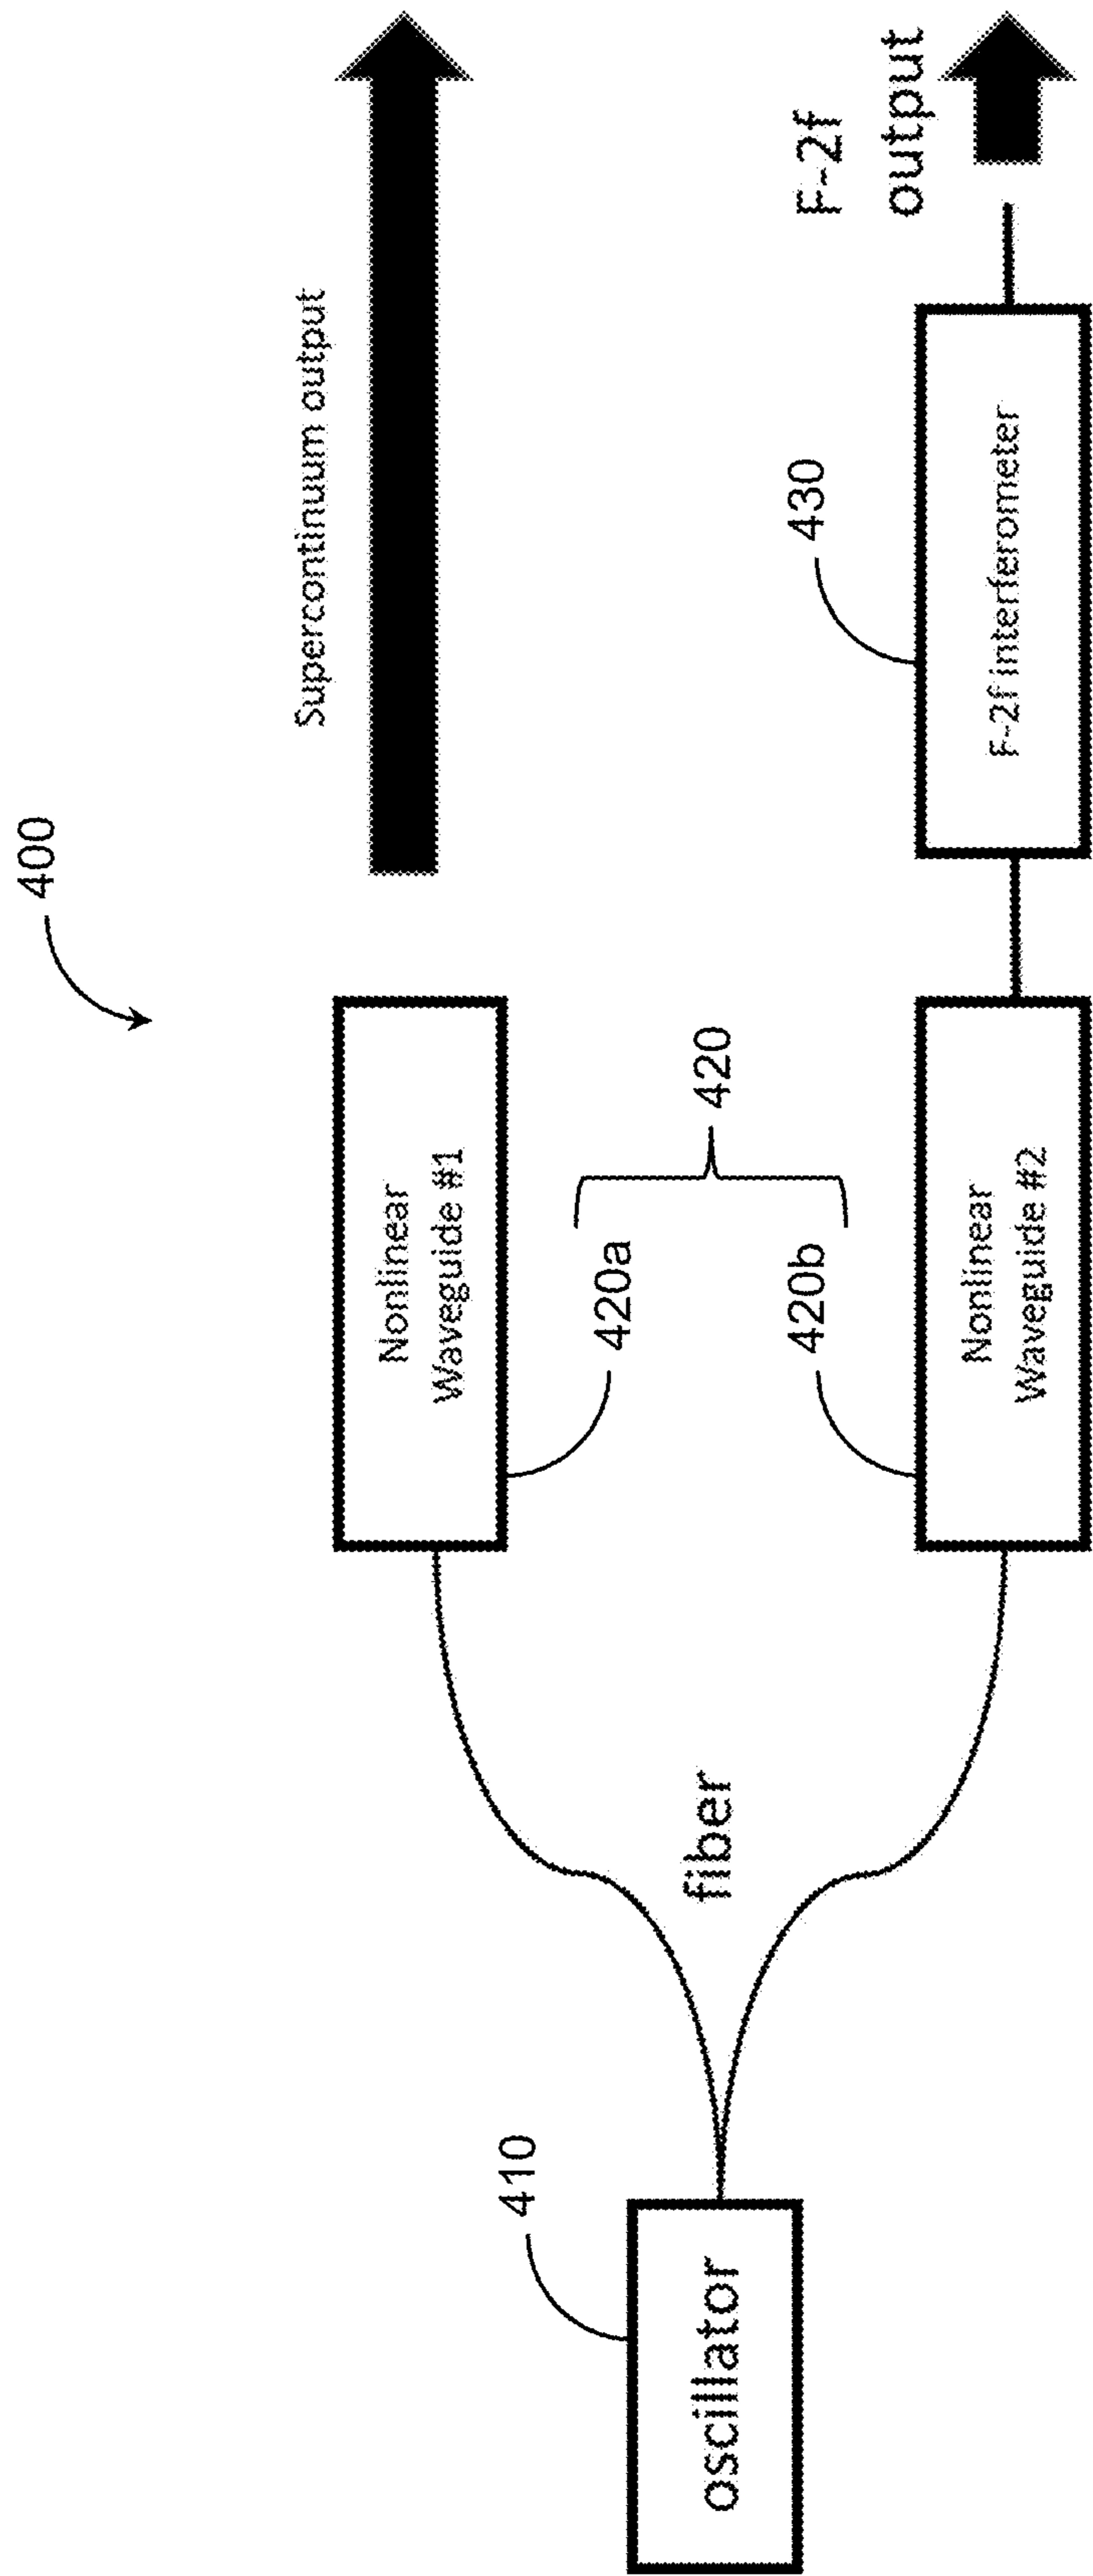 400
Supercontinuum output
Nonlinear
Waveguide #1
420a
420
410
oscillator
fiber
420b
430
F-2f
output
Nonlinear
Waveguide #2
F-2f interferometer